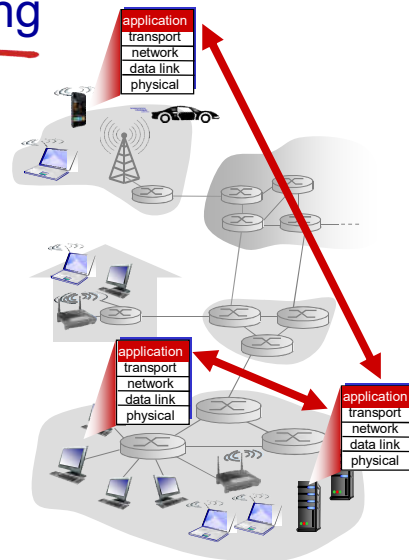 ng
application
transport
network
data link
physical
application
transport
network
data link
physical
application
transport
network
data link
physical